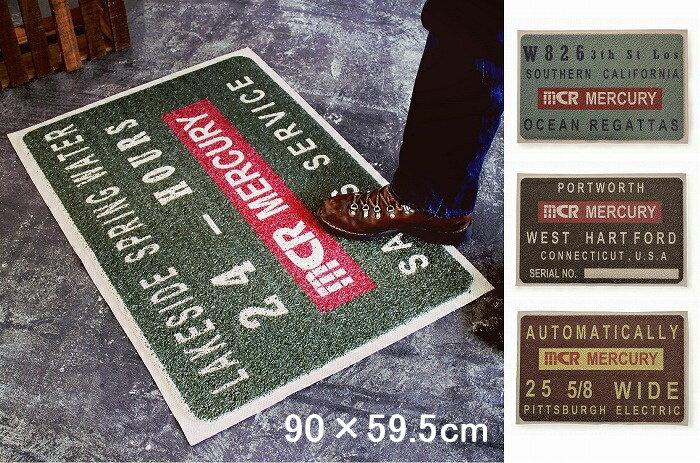 LAKESIDE SPRING WATER
24 - HOURS
MCR MERCURY
SERVICE
W826 3th St Los
SOUTHERN CALIFORNIA
MCR MERCURY
OCEAN REGATTAS
PORTWORTH
MCR MERCURY
WEST HARTFORD
CONNECTICUT, U.S.A
SERIAL NO.
AUTOMATICALLY
MCR MERCURY
25 5/8 WIDE
PITTSBURGH ELECTRIC
90×59.5cm